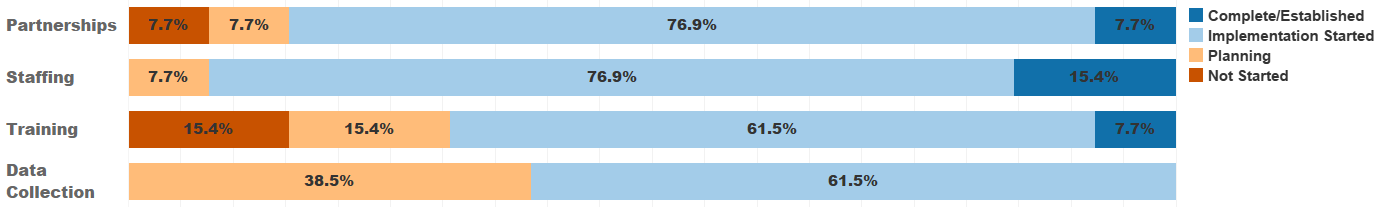 Partnerships 7.7% 7.7% 76.9% 7.7%
Staffing 7.7% 76.9% 15.4%
Training 15.4% 15.4% 61.5% 7.7%
Data
Collection 38.5% 61.5%
Complete/Established
Implementation Started
Planning
Not Started